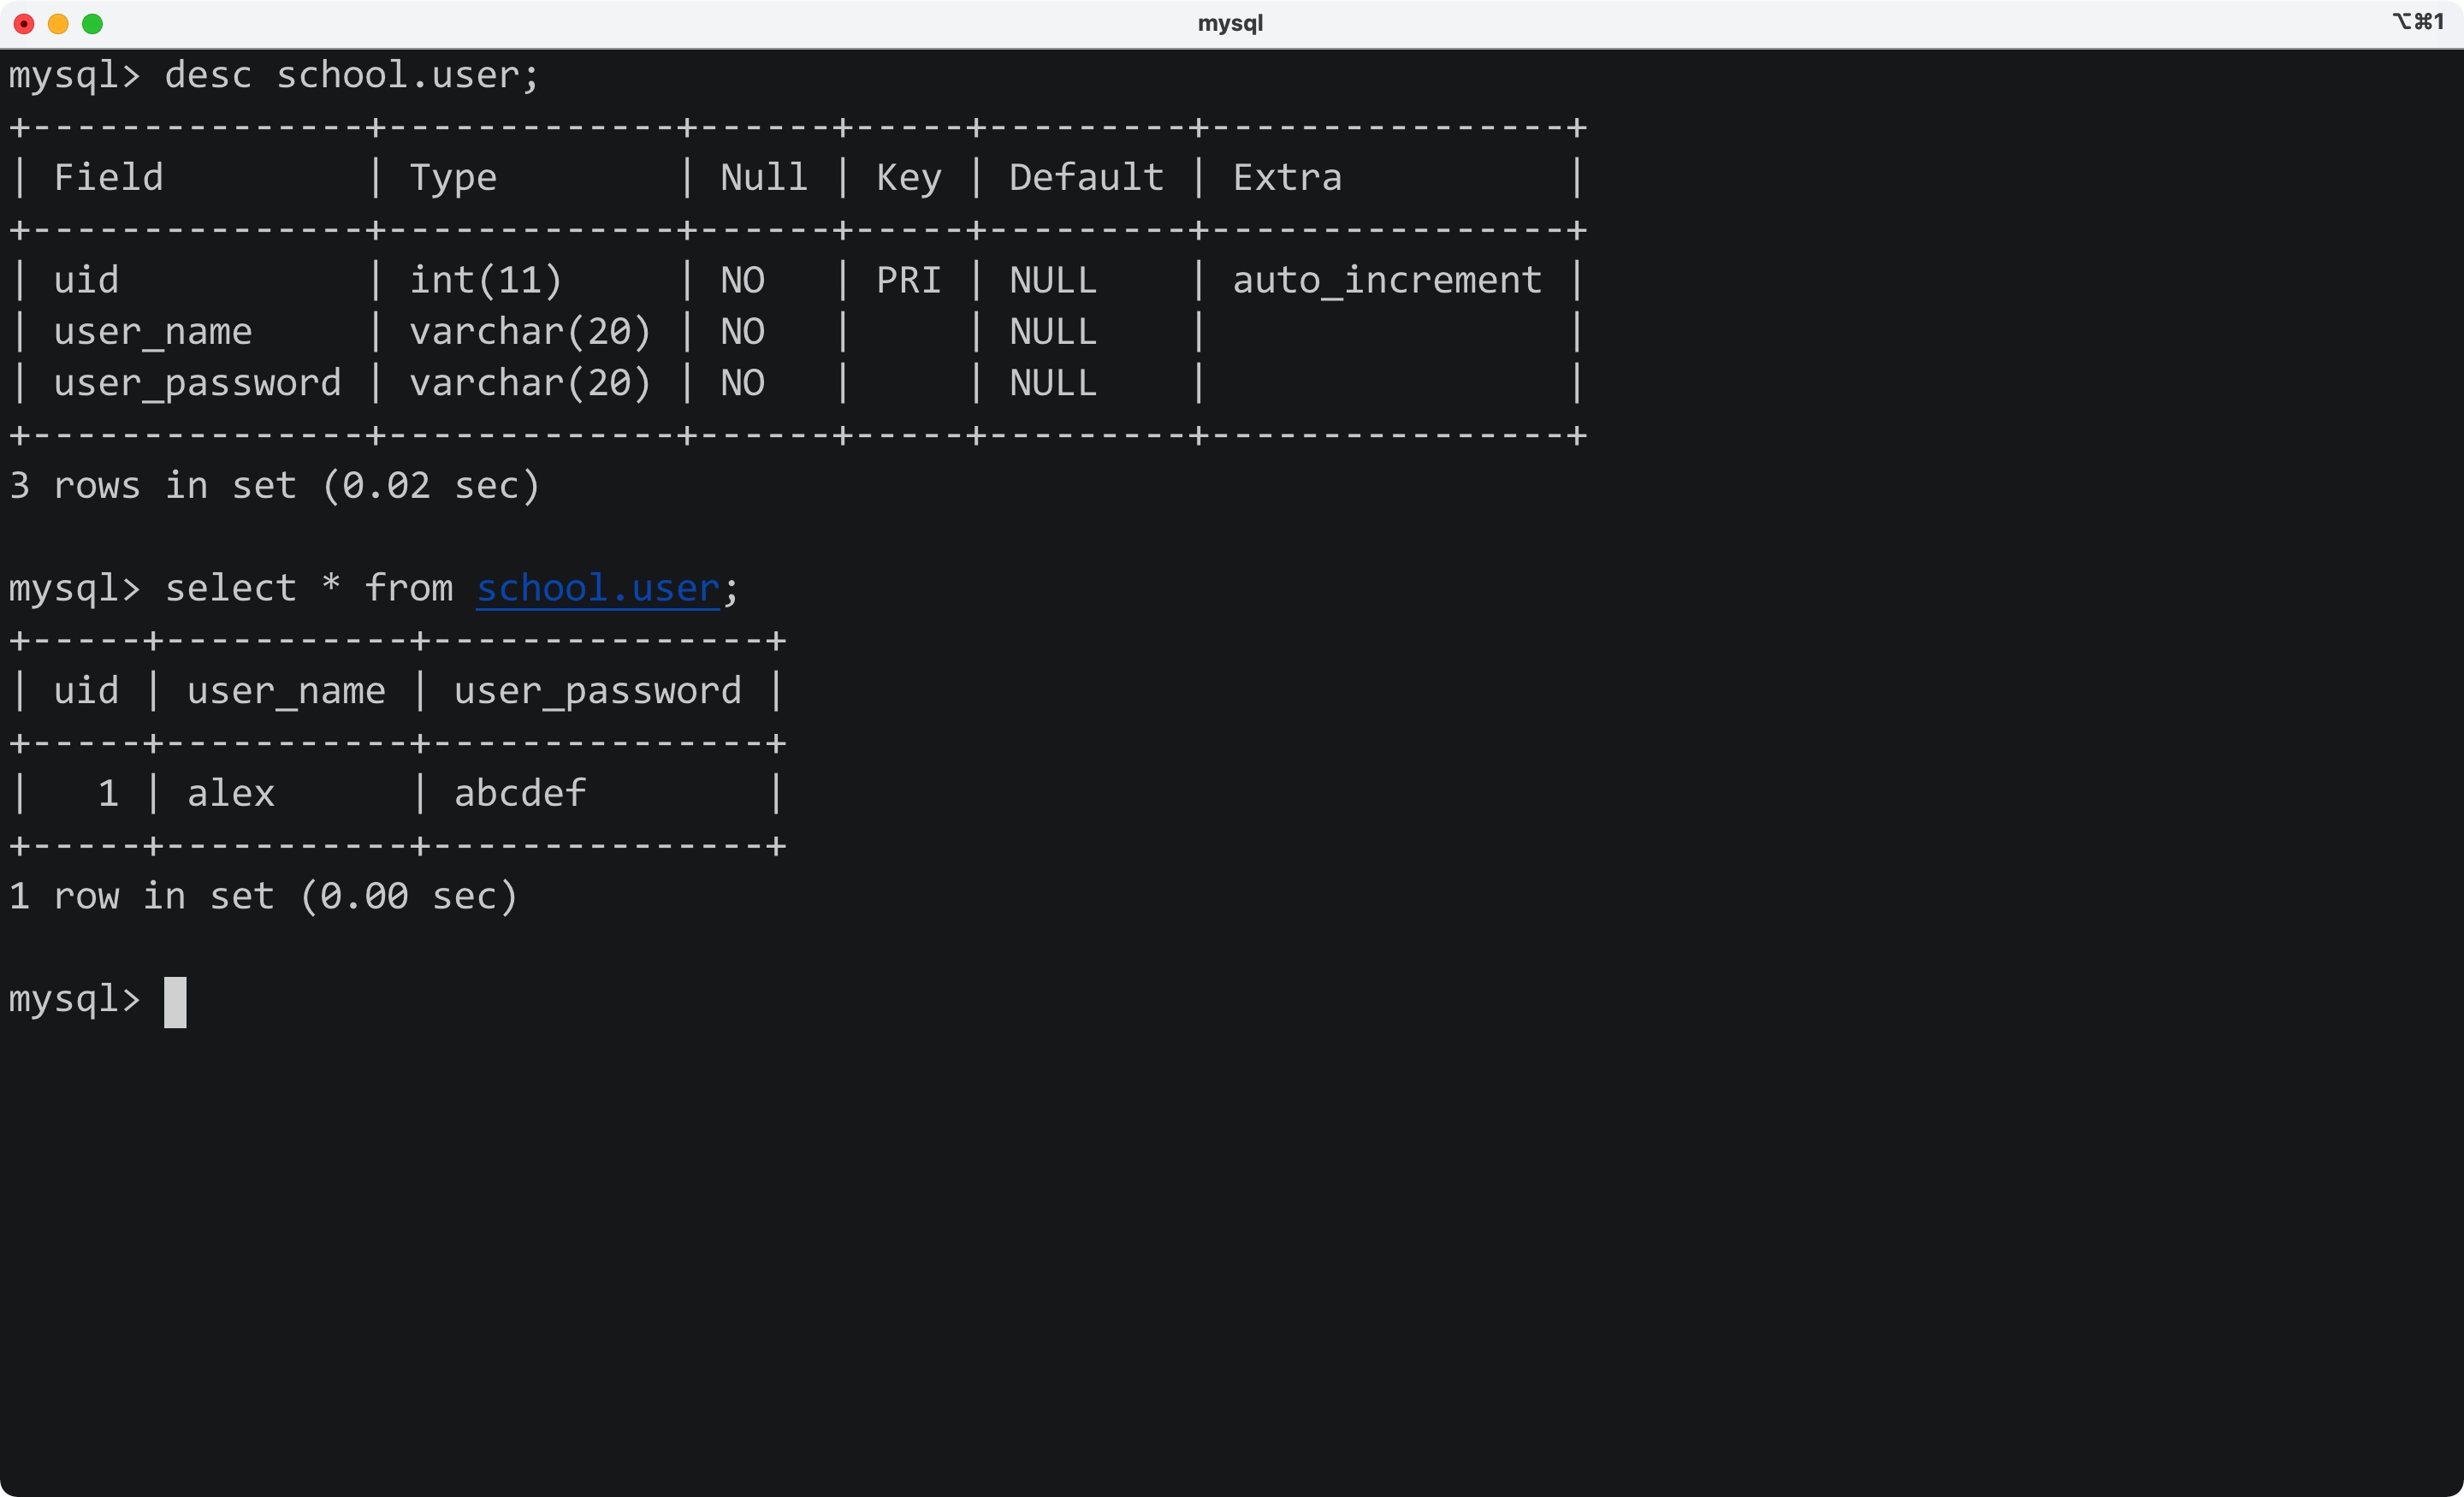 mysql
⌥⌘1
mysql> desc school.user;
+---------------+-------------+------+-----+---------+----------------+
| Field         | Type        | Null | Key | Default | Extra          |
+---------------+-------------+------+-----+---------+----------------+
| uid           | int(11)     | NO   | PRI | NULL    | auto_increment |
| user_name     | varchar(20) | NO   |     | NULL    |                |
| user_password | varchar(20) | NO   |     | NULL    |                |
+---------------+-------------+------+-----+---------+----------------+
3 rows in set (0.02 sec)
mysql> select * from school.user;
+-----+-----------+---------------+
| uid | user_name | user_password |
+-----+-----------+---------------+
|   1 | alex      | abcdef        |
+-----+-----------+---------------+
1 row in set (0.00 sec)
mysql>